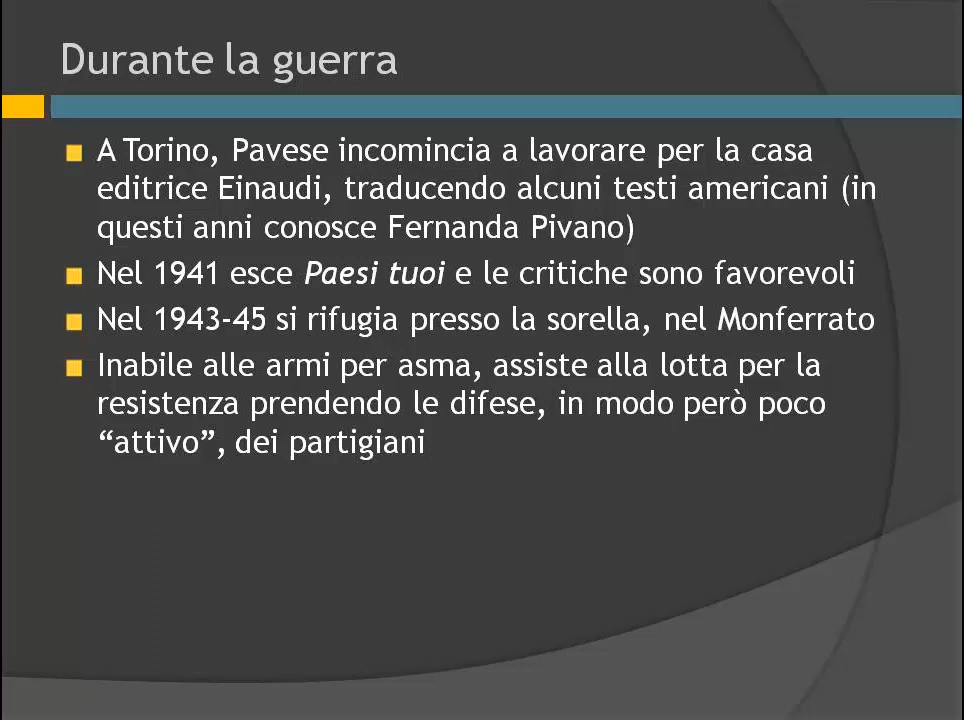 Durante la guerra
A Torino, Pavese incomincia a lavorare per la casa
editrice Einaudi, traducendo alcuni testi americani (in
questi anni conosce Fernanda Pivano)
Nel 1941 esce Paesi tuoi e le critiche sono favorevoli
Nel 1943-45 si rifugia presso la sorella, nel Monferrato
Inabile alle armi per asma, assiste alla lotta per la
resistenza prendendo le difese, in modo però poco
“attivo”, dei partigiani